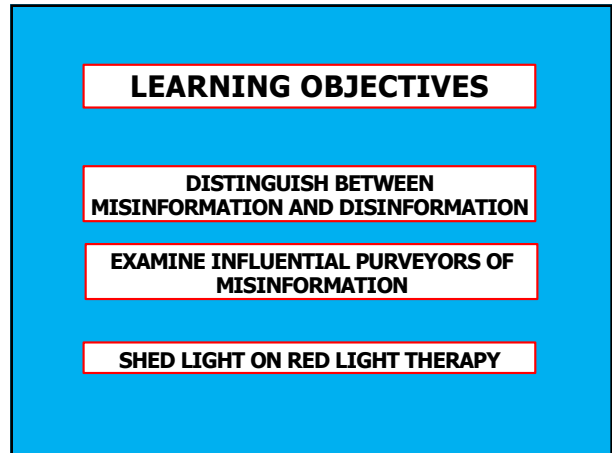 LEARNING OBJECTIVES
DISTINGUISH BETWEEN
MISINFORMATION AND DISINFORMATION
EXAMINE INFLUENTIAL PURVEYORS OF
MISINFORMATION
SHED LIGHT ON RED LIGHT THERAPY